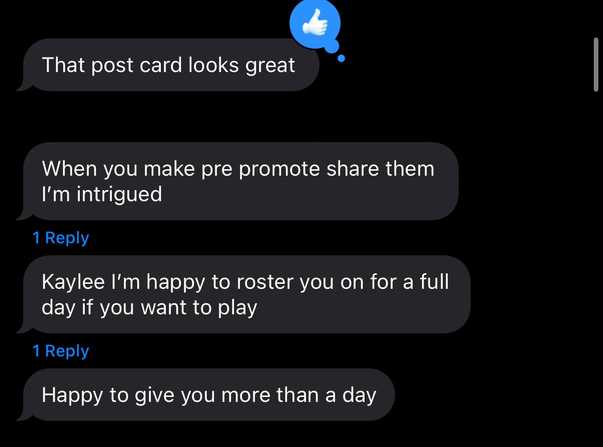 That post card looks great
When you make pre promote share them
I'm intrigued
1 Reply
Kaylee I'm happy to roster you on for a full
day if you want to play
1 Reply
Happy to give you more than a day